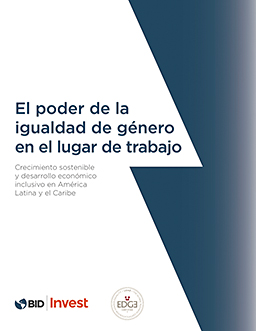 El poder de la
igualdad de género
en el lugar de trabajo
Crecimiento sostenible
y desarrollo económico
inclusivo en América
Latina y el Caribe
BID Invest
EDGE